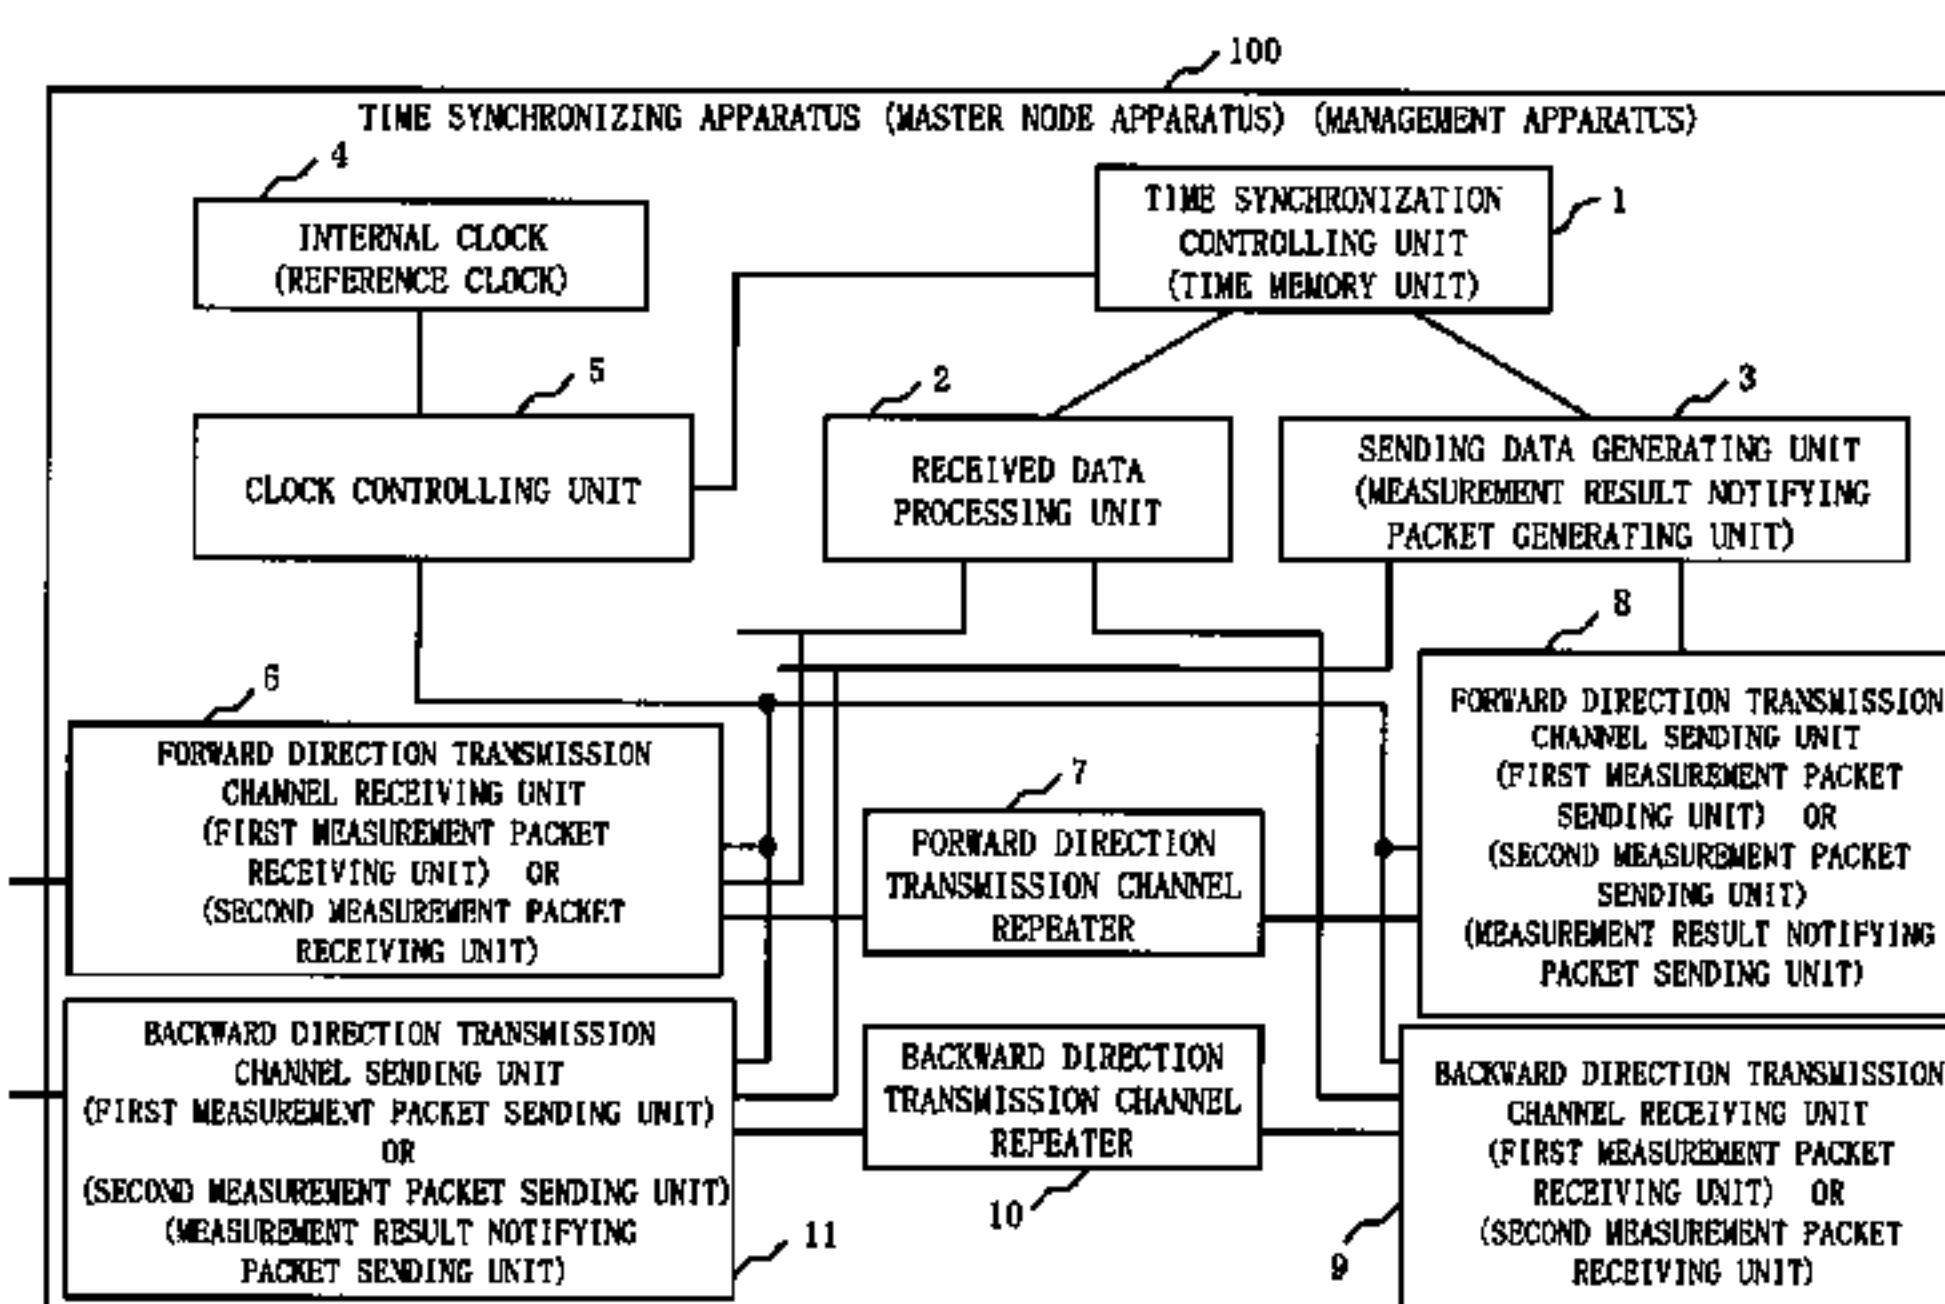 100
TIME SYNCHRONIZING APPARATUS (MASTER NODE APPARATUS) (MANAGEMENT APPARATUS)
4
INTERNAL CLOCK
(REFERENCE CLOCK)
1
TIME SYNCHRONIZATION
CONTROLLING UNIT
(TIME MEMORY UNIT)
5
CLOCK CONTROLLING UNIT
2
RECEIVED DATA
PROCESSING UNIT
3
SENDING DATA GENERATING UNIT
(MEASUREMENT RESULT NOTIFYING
PACKET GENERATING UNIT)
6
FORWARD DIRECTION TRANSMISSION
CHANNEL RECEIVING UNIT
(FIRST MEASUREMENT PACKET
RECEIVING UNIT) OR
(SECOND MEASUREMENT PACKET
RECEIVING UNIT)
7
FORWARD DIRECTION
TRANSMISSION CHANNEL
REPEATER
8
FORWARD DIRECTION TRANSMISSION
CHANNEL SENDING UNIT
(FIRST MEASUREMENT PACKET
SENDING UNIT) OR
(SECOND MEASUREMENT PACKET
SENDING UNIT)
(MEASUREMENT RESULT NOTIFYING
PACKET SENDING UNIT)
BACKWARD DIRECTION TRANSMISSION
CHANNEL SENDING UNIT
(FIRST MEASUREMENT PACKET SENDING UNIT)
OR
(SECOND MEASUREMENT PACKET SENDING UNIT)
(MEASUREMENT RESULT NOTIFYING
PACKET SENDING UNIT)
11
BACKWARD DIRECTION
TRANSMISSION CHANNEL
REPEATER
10
BACKWARD DIRECTION TRANSMISSION
CHANNEL RECEIVING UNIT
(FIRST MEASUREMENT PACKET
RECEIVING UNIT) OR
(SECOND MEASUREMENT PACKET
RECEIVING UNIT)
9